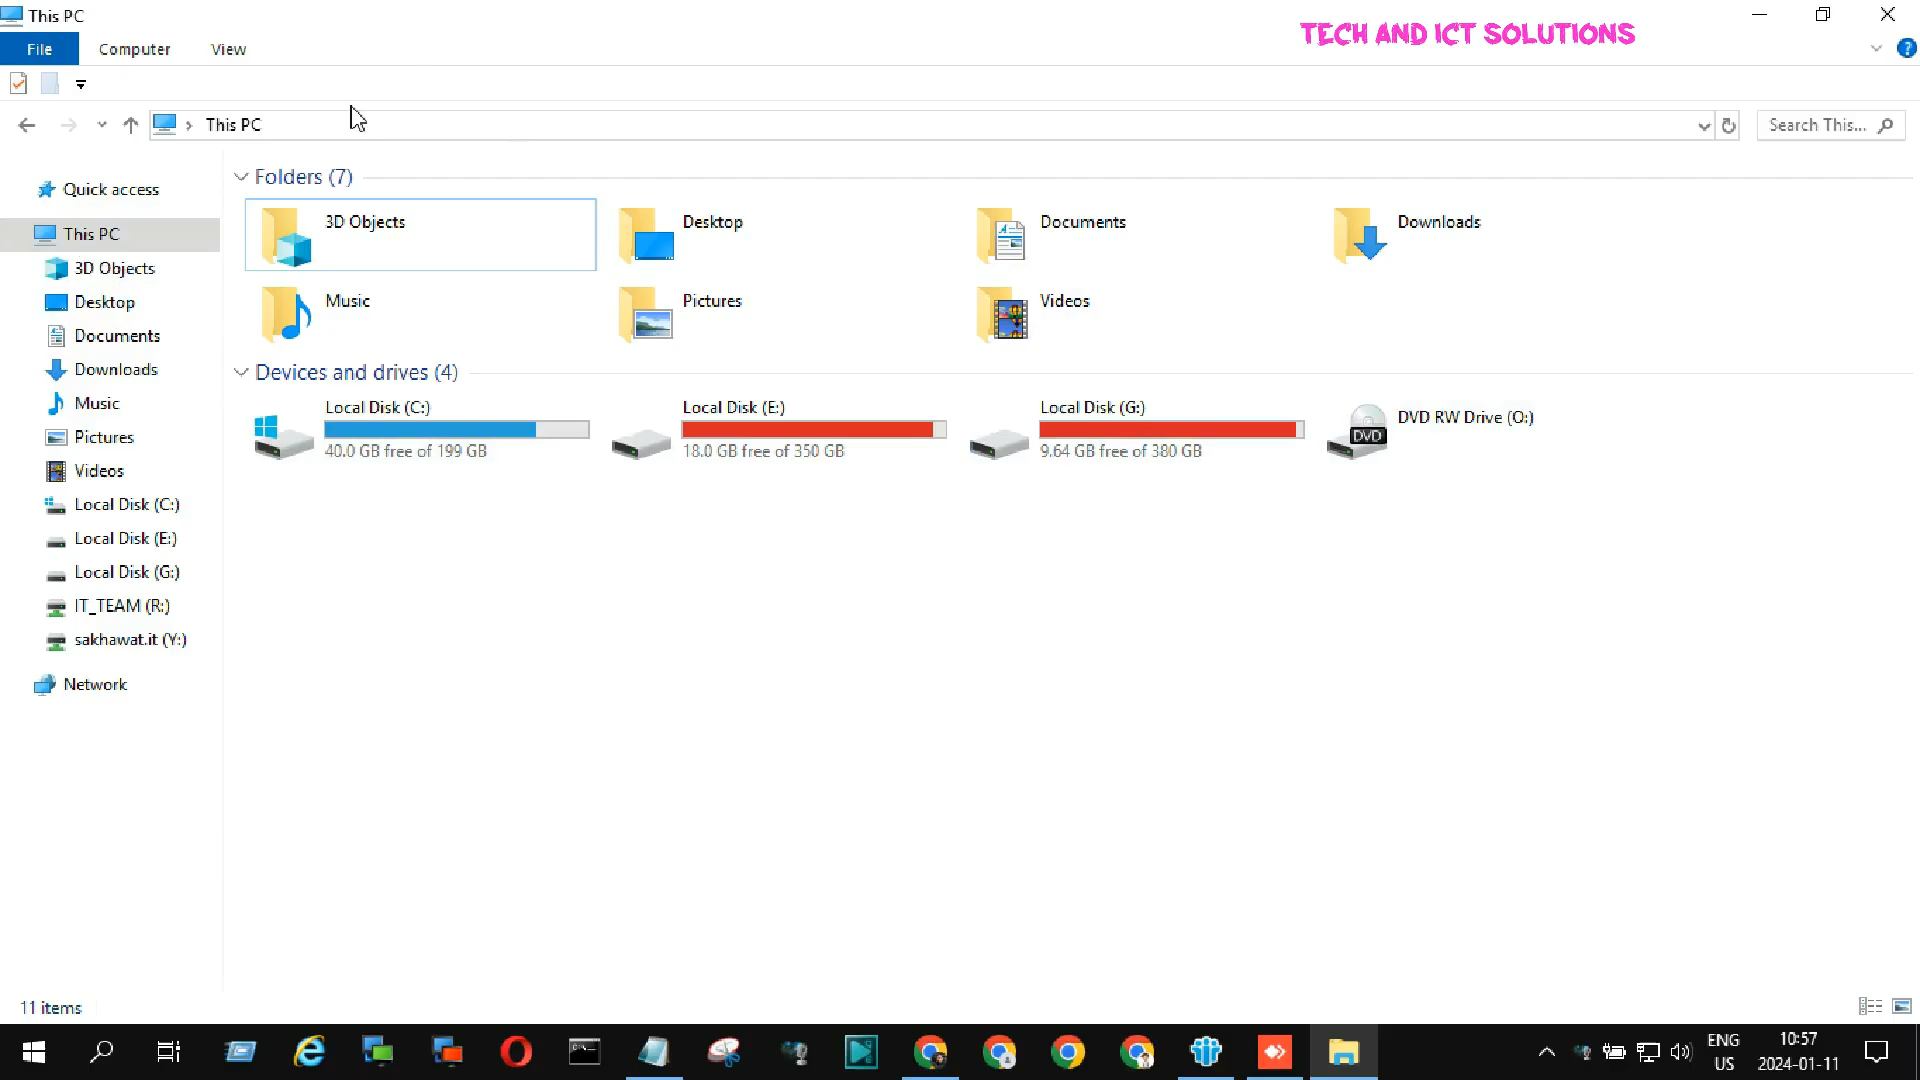 This PC
TECH AND ICT SOLUTIONS
File Computer View
This PC
Search This...
Quick access
This PC
3D Objects
Desktop
Documents
Downloads
Music
Pictures
Videos
Local Disk (C:)
Local Disk (E:)
Local Disk (G:)
IT_TEAM (R:)
sakhawat.it (Y:)
Network
Folders (7)
3D Objects
Desktop
Documents
Downloads
Music
Pictures
Videos
Devices and drives (4)
Local Disk (C:)
40.0 GB free of 199 GB
Local Disk (E:)
18.0 GB free of 350 GB
Local Disk (G:)
9.64 GB free of 380 GB
DVD RW Drive (O:)
DVD
11 items
ENG
US
10:57
2024-01-11